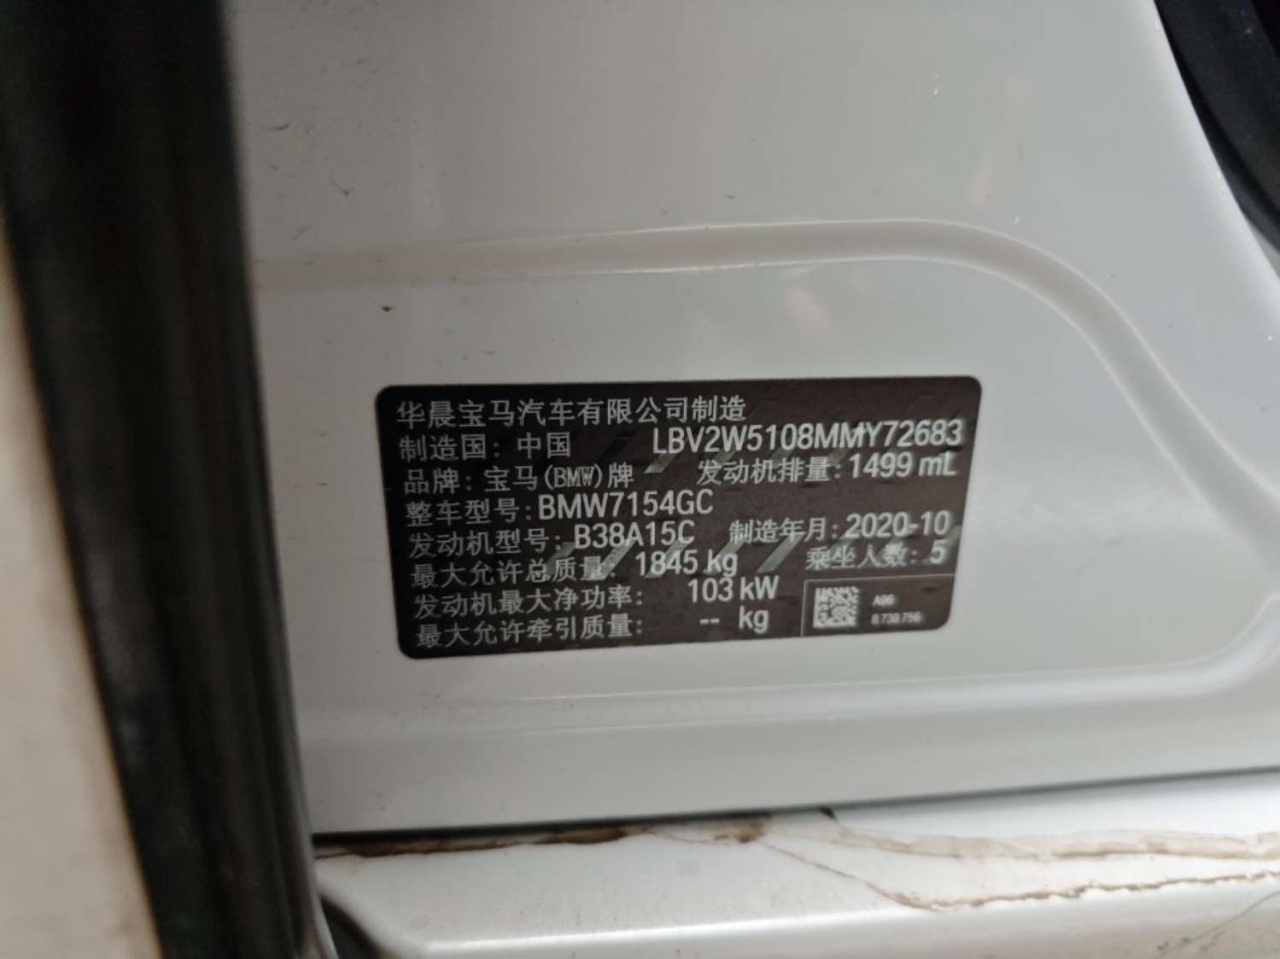 华晨宝马汽车有限公司制造
制造国: 中国 LBV2W5108MMY72683
品牌: 宝马(BMW)牌 发动机排量: 1499 mL
整车型号: BMW7154GC
发动机型号: B38A15C 制造年月: 2020-10
最大允许总质量: 1845 kg 乘坐人数: 5
发动机最大净功率: 103 kW
最大允许牵引质量: -- kg
A96
8 738 756